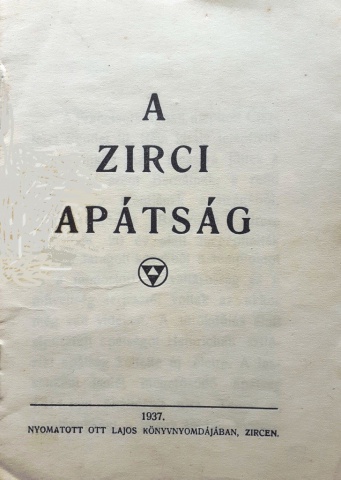 A
ZIRCI
APÁTSÁG
1937.
NYOMATOTT OTT LAJOS KÖNYVNYOMDÁJÁBAN, ZIRCEN.